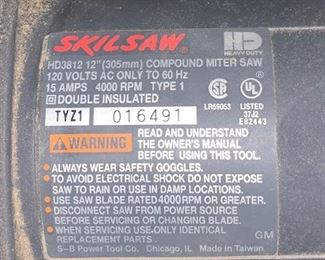 SKILSAW HD
HEAVY DUTY
HD3812 12" (305mm) COMPOUND MITER SAW
120 VOLTS AC ONLY TO 60 Hz
15 AMPS 4000 RPM TYPE 1
DOUBLE INSULATED
SA
LR59053
UL
LISTED
37J2
E82443
TYZ1 016491
WARNING
READ AND UNDERSTAND
THE OWNER'S MANUAL
BEFORE USING THIS TOOL.
• ALWAYS WEAR SAFETY GOGGLES.
• TO AVOID ELECTRICAL SHOCK DO NOT EXPOSE
SAW TO RAIN OR USE IN DAMP LOCATIONS.
• USE SAW BLADE RATED 4000 RPM OR GREATER.
• DISCONNECT SAW FROM POWER SOURCE
BEFORE SERVICING OR CHANGING BLADE.
• WHEN SERVICING USE ONLY IDENTICAL
REPLACEMENT PARTS. GM
S-B Power Tool Co. Chicago, IL Made in Taiwan